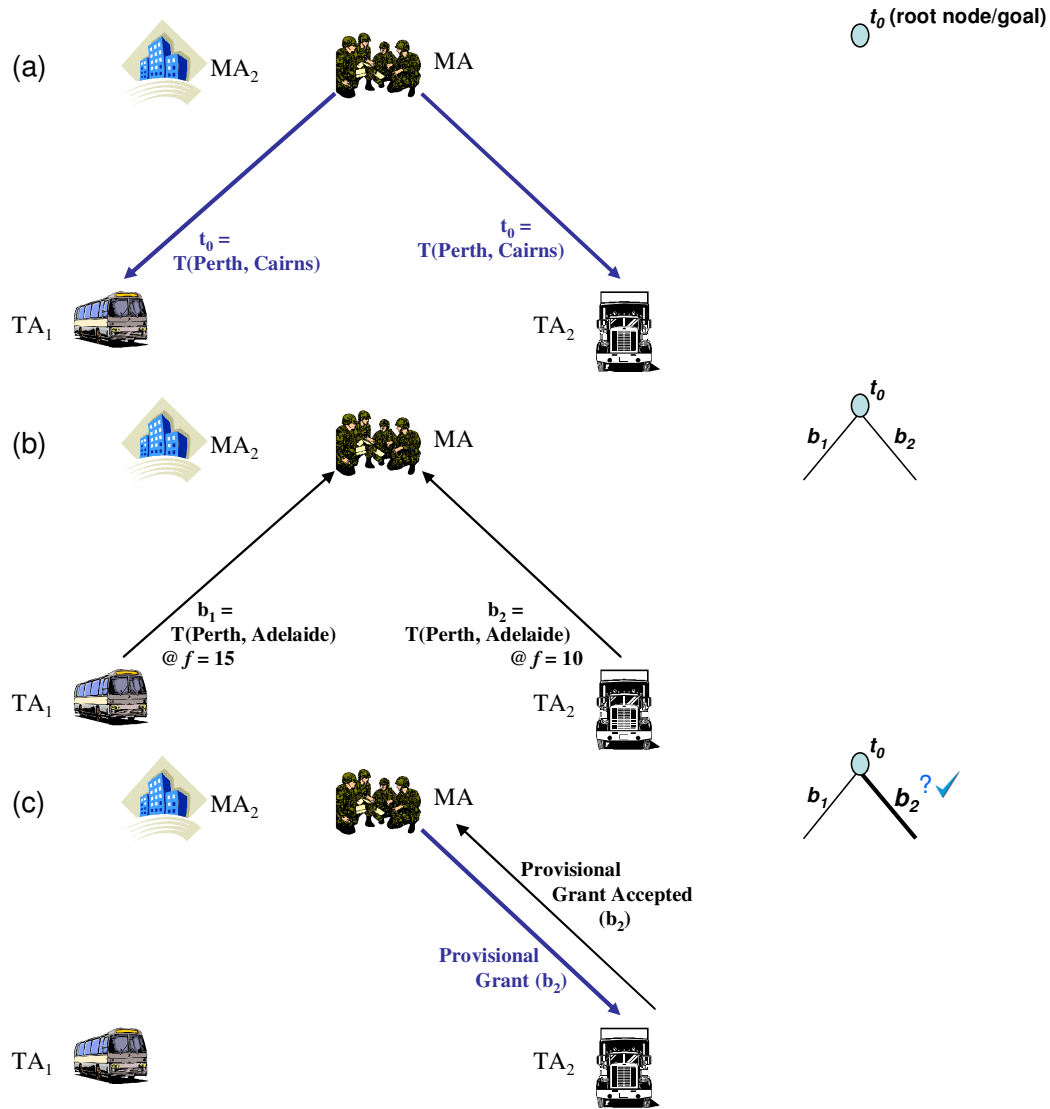 t₀ (root node/goal)
(a)
MA₂
MA
t₀ =
T(Perth, Cairns)
t₀ =
T(Perth, Cairns)
TA₁
TA₂
t₀
(b)
MA₂
MA
b₁
b₂
b₁ =
T(Perth, Adelaide)
@ f = 15
b₂ =
T(Perth, Adelaide)
@ f = 10
TA₁
TA₂
t₀
(c)
MA₂
MA
b₁
b₂ ?
Provisional
Grant Accepted
(b₂)
Provisional
Grant (b₂)
TA₁
TA₂